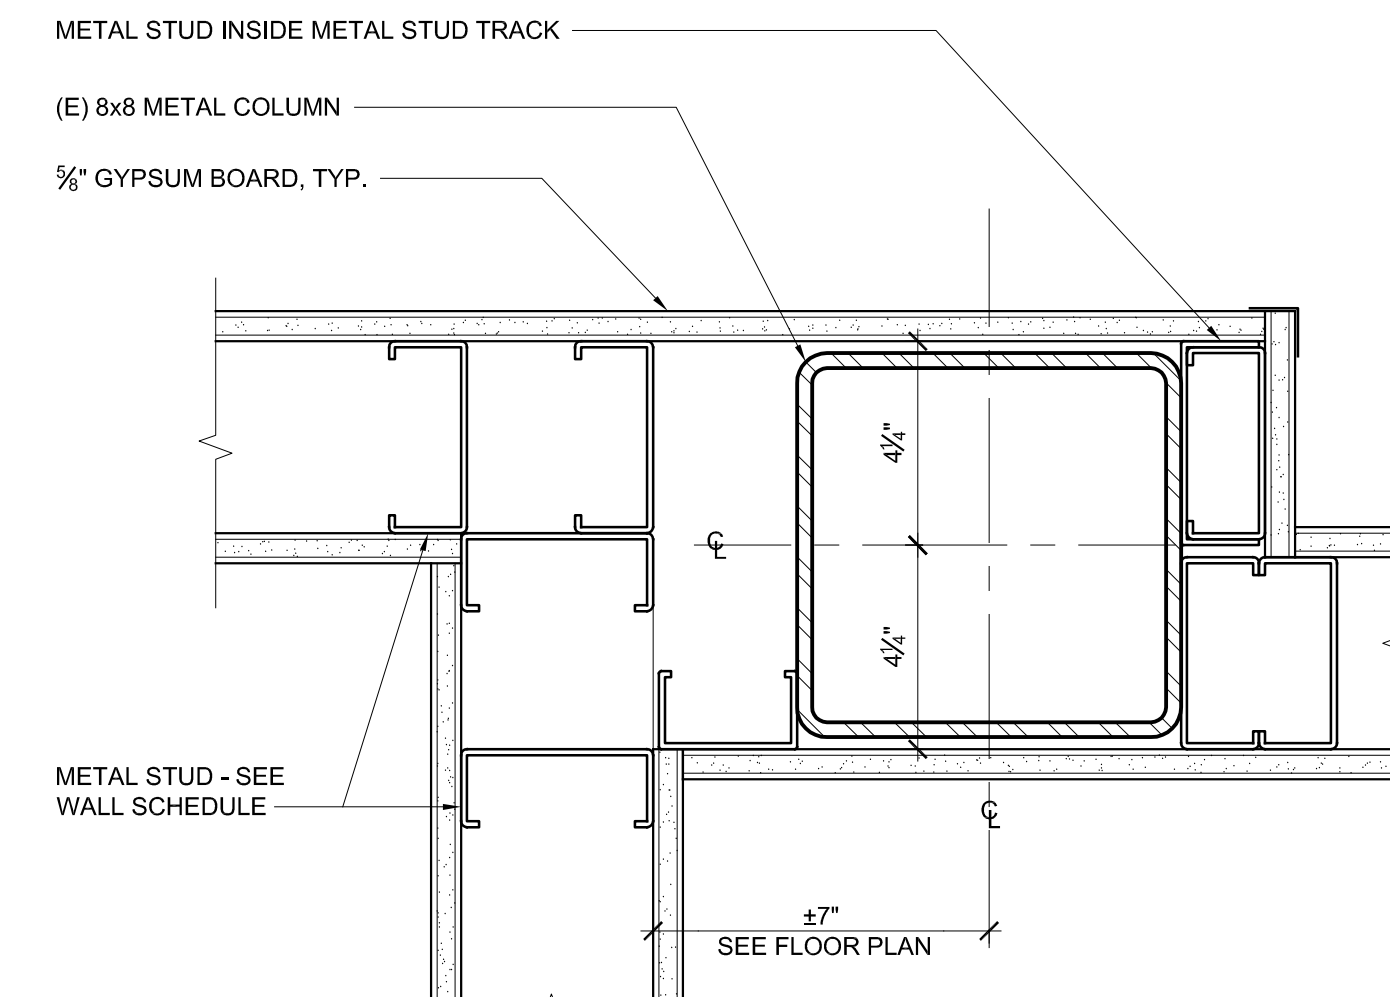 METAL STUD INSIDE METAL STUD TRACK
(E) 8x8 METAL COLUMN
⅝" GYPSUM BOARD, TYP.
4¼"
℄
4¼"
METAL STUD - SEE
WALL SCHEDULE
℄
±7"
SEE FLOOR PLAN